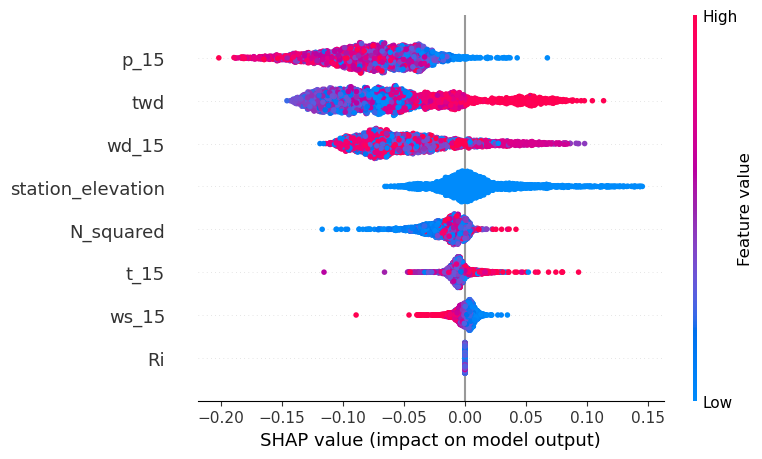 High
p_15
twd
wd_15
station_elevation
N_squared
t_15
ws_15
Ri
Feature value
Low
−0.20 −0.15 −0.10 −0.05 0.00 0.05 0.10 0.15
SHAP value (impact on model output)